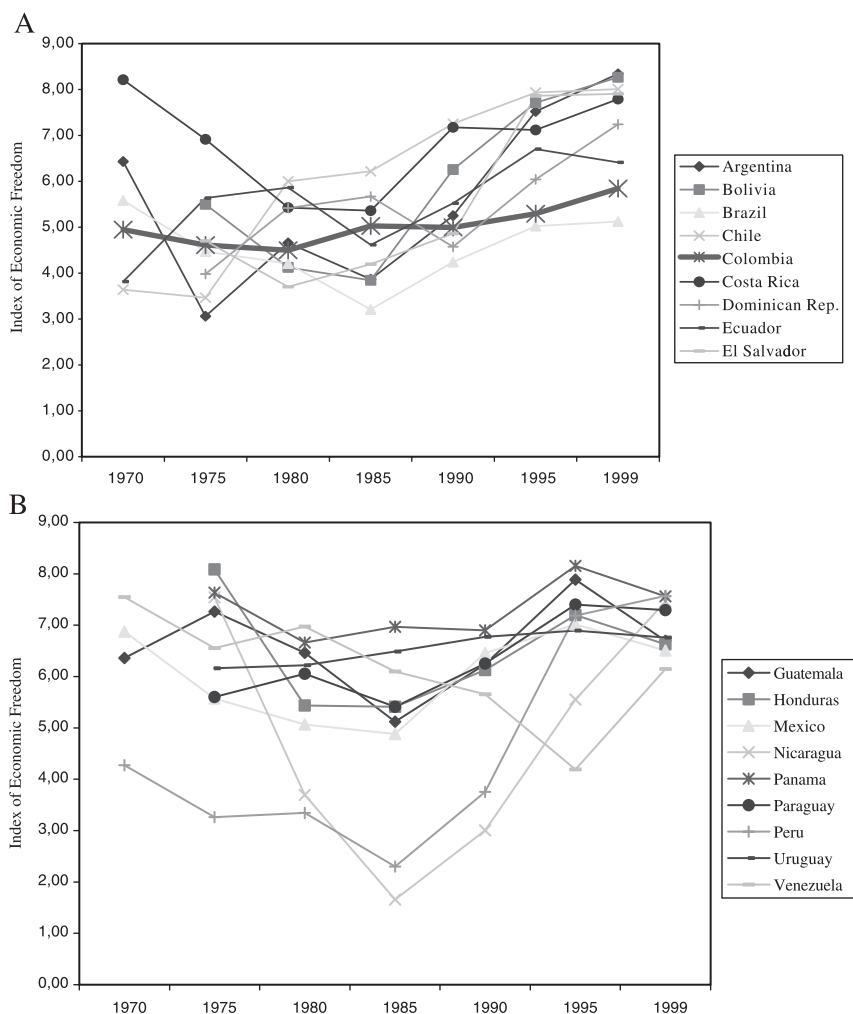 A
9,00
8,00
7,00
6,00
5,00
4,00
3,00
2,00
1,00
0,00
Index of Economic Freedom
1970 1975 1980 1985 1990 1995 1999
Argentina
Bolivia
Brazil
Chile
Colombia
Costa Rica
Dominican Rep.
Ecuador
El Salvador
B
9,00
8,00
7,00
6,00
5,00
4,00
3,00
2,00
1,00
0,00
Index of Economic Freedom
1970 1975 1980 1985 1990 1995 1999
Guatemala
Honduras
Mexico
Nicaragua
Panama
Paraguay
Peru
Uruguay
Venezuela